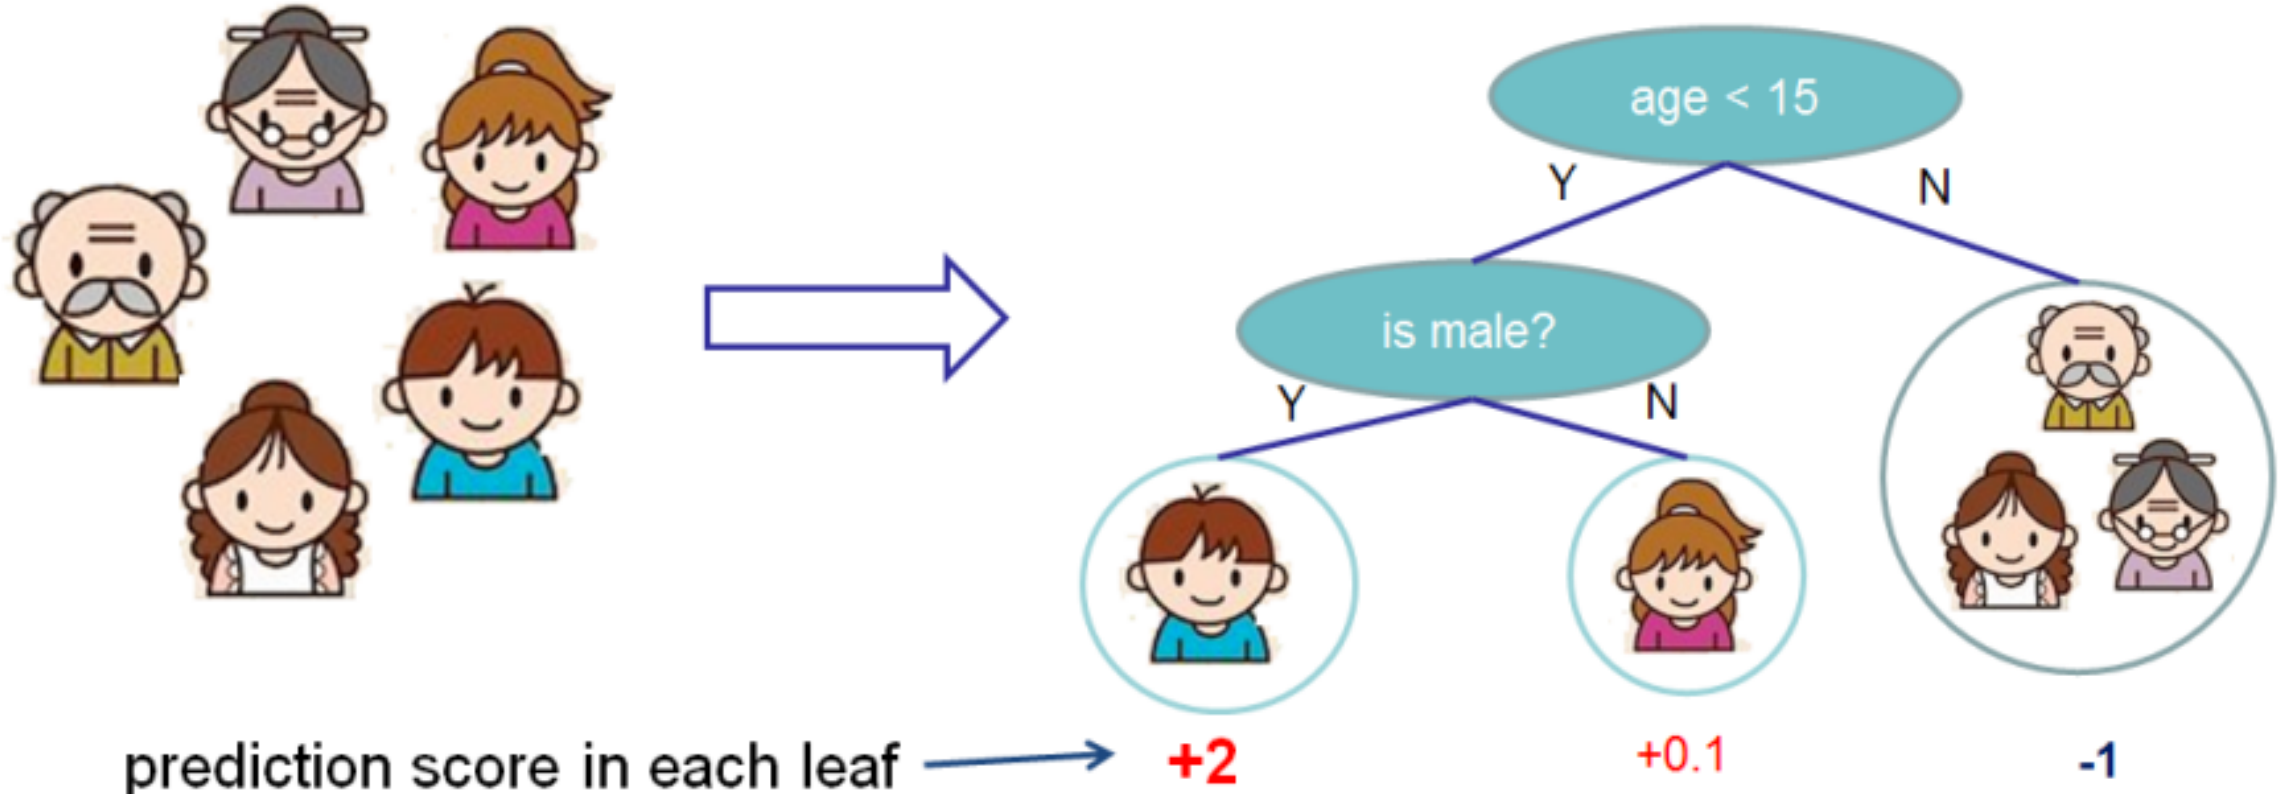 age < 15
Y
N
is male?
Y
N
prediction score in each leaf
+2
+0.1
-1